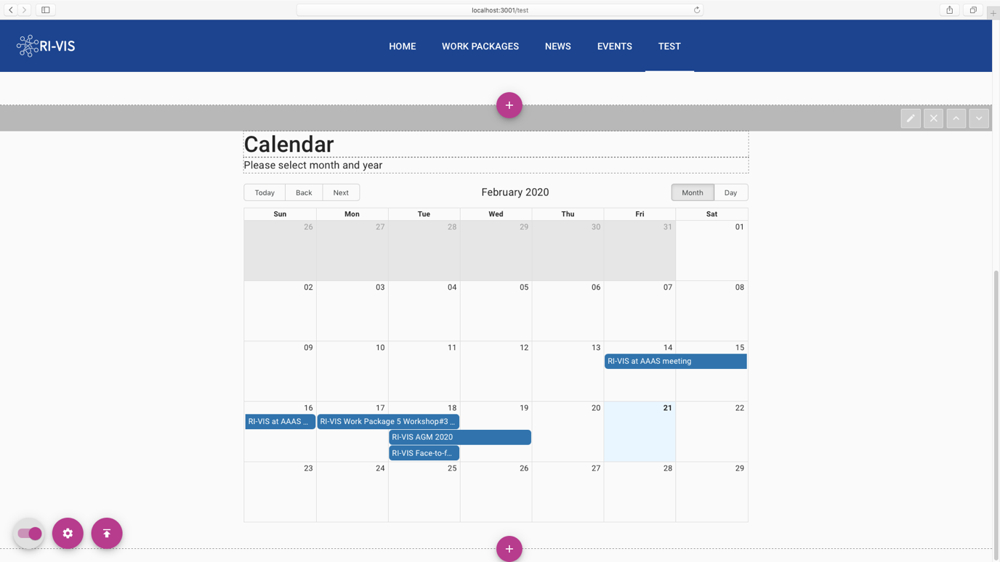 localhost:3001/test
RI-VIS
HOME WORK PACKAGES NEWS EVENTS TEST
Calendar
Please select month and year
Today Back Next February 2020 Month Day
Sun Mon Tue Wed Thu Fri Sat
26 27 28 29 30 31 01
02 03 04 05 06 07 08
09 10 11 12 13 14 15
RI-VIS at AAAS meeting
16 17 18 19 20 21 22
RI-VIS at AAAS ... RI-VIS Work Package 5 Workshop#3 ...
RI-VIS AGM 2020
RI-VIS Face-to-f...
23 24 25 26 27 28 29